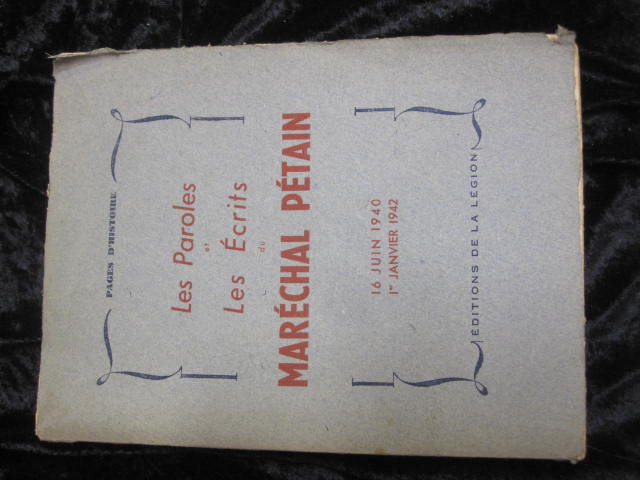 PAGES D'HISTOIRE
Les Paroles
et
Les Écrits
du
MARÉCHAL PÉTAIN
16 JUIN 1940
1er JANVIER 1942
ÉDITIONS DE LA LÉGION